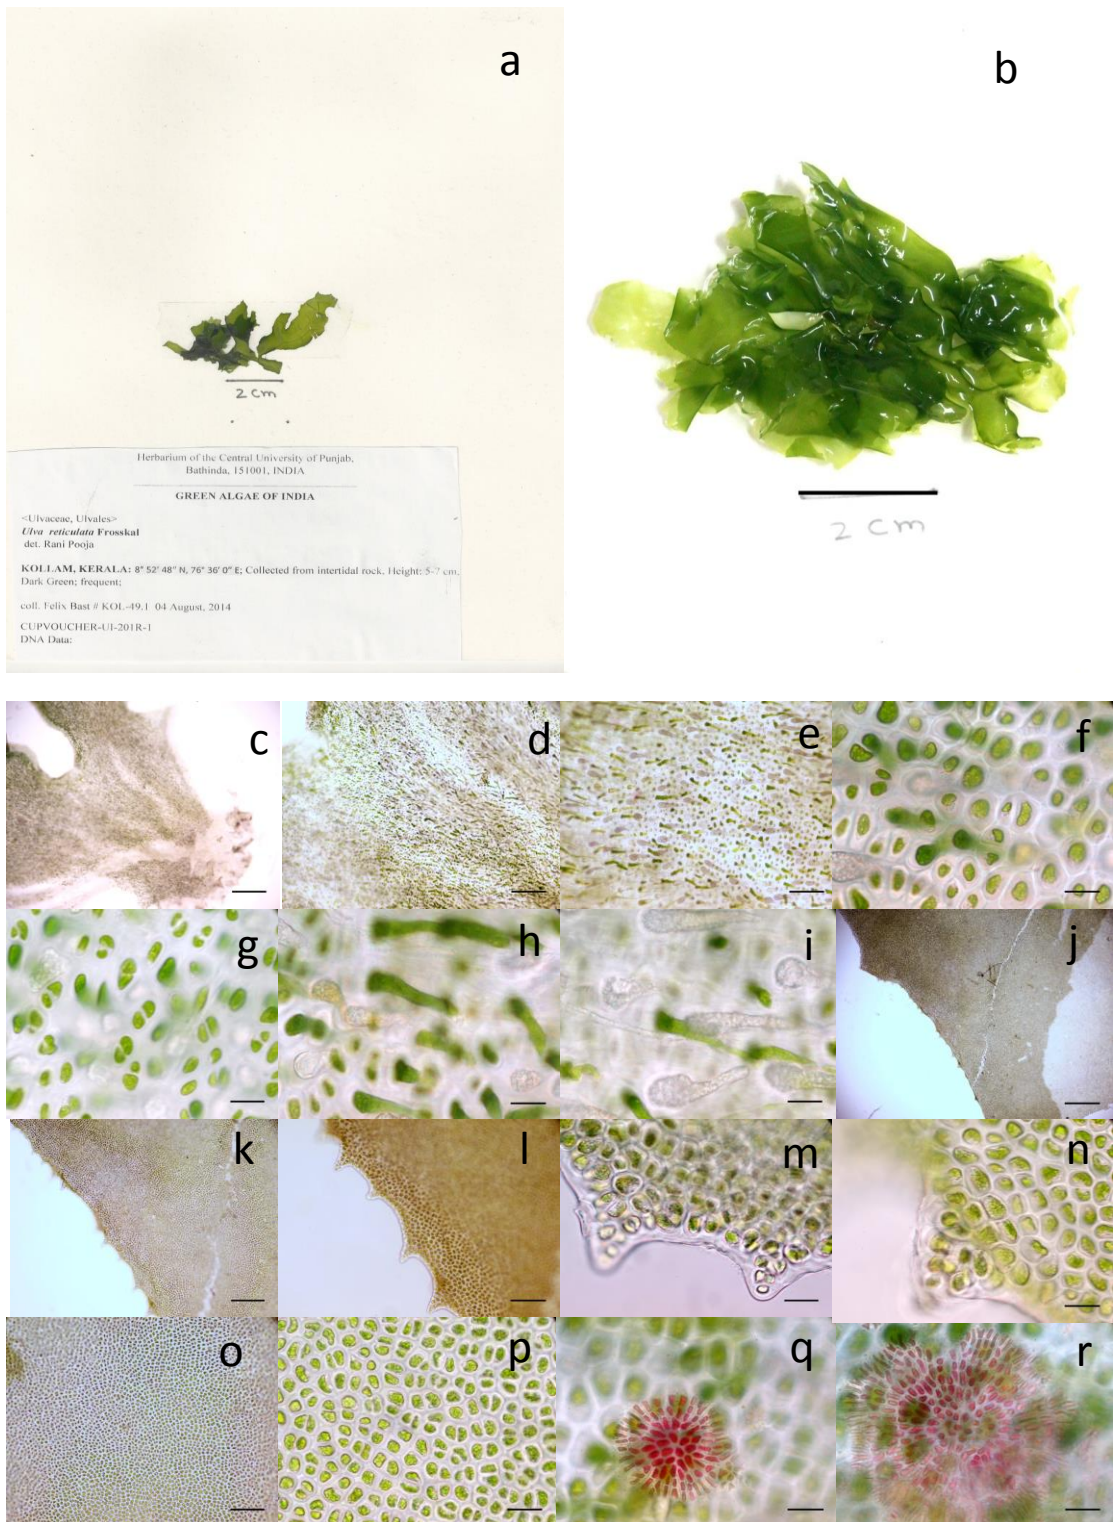 a
b
2 cm
Herbarium of the Central University of Punjab,
Bathinda, 151001, INDIA
GREEN ALGAE OF INDIA
<Ulvaceae, Ulvales>
Ulva reticulata Frosskal
det. Rani Pooja
KOLLAM, KERALA: 8° 52' 48" N, 76° 36' 0" E; Collected from intertidal rock, Height: 5-7 cm,
Dark Green; frequent;
coll. Felix Bast # KOL-49.1 04 August, 2014
CUPVOUCHER-UI-201R-1
DNA Data:
2 cm
c
d
e
f
g
h
i
j
k
l
m
n
o
p
q
r